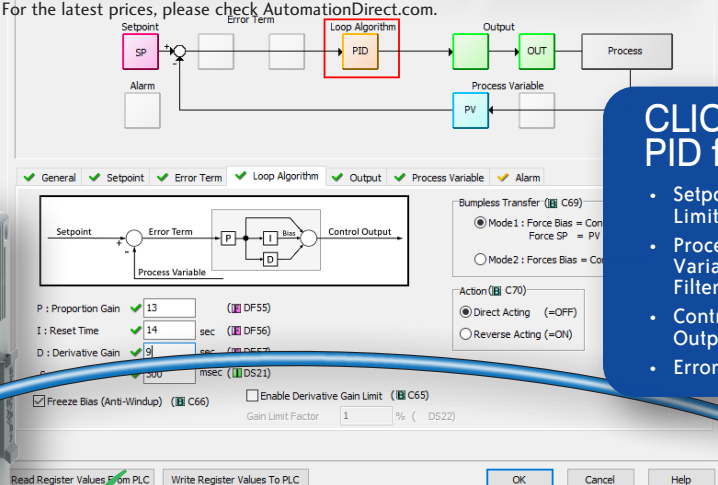 For the latest prices, please check AutomationDirect.com.
Setpoint
Error Term
Loop Algorithm
Output
SP
+
-
PID
OUT
Process
Alarm
Process Variable
PV
CLIC
PID f
• Setpo
Limit
• Proce
Varia
Filter
• Contr
Outp
• Error
General Setpoint Error Term Loop Algorithm Output Process Variable Alarm
Setpoint
+
-
Error Term
P
I
Bias
D
Control Output
Process Variable
Bumpless Transfer (B C69)
Mode1 : Force Bias = Con
Force SP = PV
Mode2 : Forces Bias = Co
Action (B C70)
Direct Acting (=OFF)
Reverse Acting (=ON)
P : Proportion Gain 13 (DF55)
I : Reset Time 14 sec (DF56)
D : Derivative Gain 9 sec (DF57)
500 msec (DS21)
Freeze Bias (Anti-Windup) (B C66)
Enable Derivative Gain Limit (B C65)
Gain Limit Factor 1 % ( DS22)
Read Register Values From PLC Write Register Values To PLC OK Cancel Help